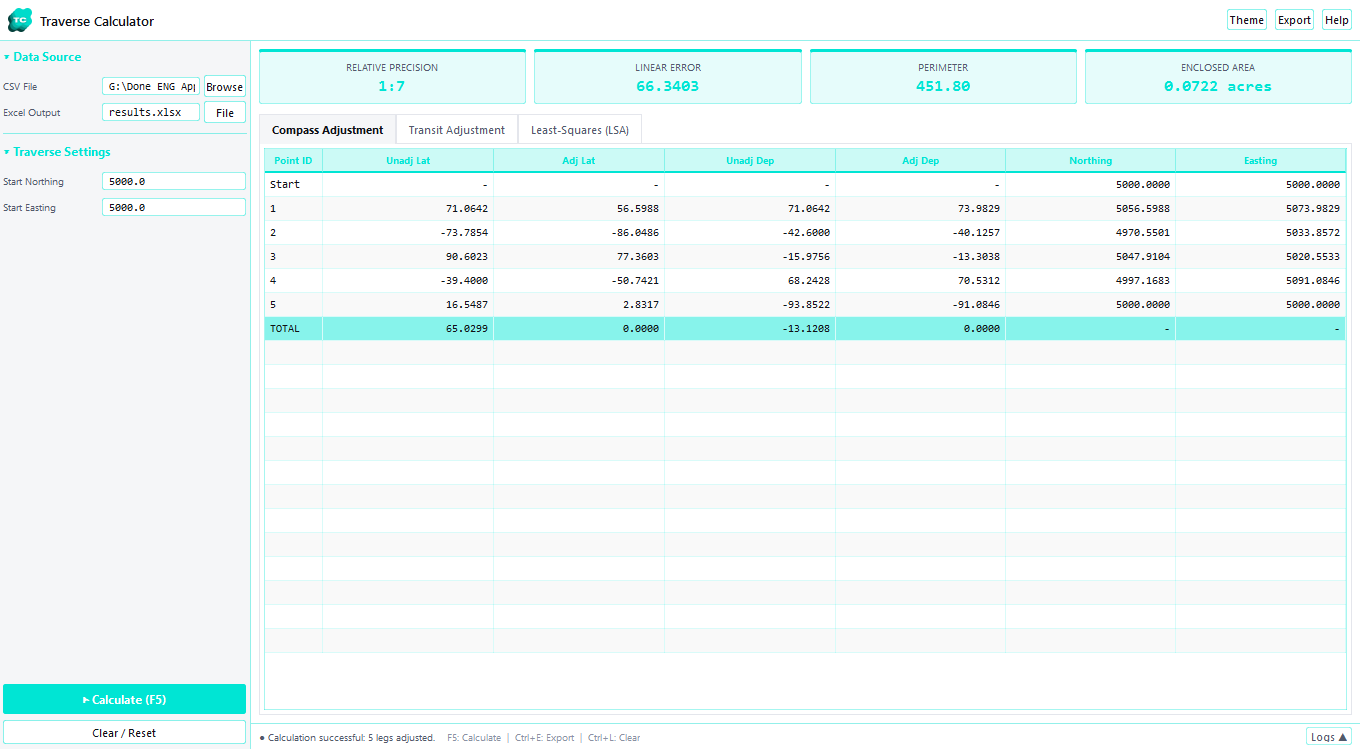 TC Traverse Calculator Theme Export Help
▾ Data Source
CSV File G:\Done ENG Ap Browse
Excel Output results.xlsx File
▾ Traverse Settings
Start Northing 5000.0
Start Easting 5000.0
▸ Calculate (F5)
Clear / Reset
RELATIVE PRECISION LINEAR ERROR PERIMETER ENCLOSED AREA
1:7 66.3403 451.80 0.0722 acres
Compass Adjustment Transit Adjustment Least-Squares (LSA)
Point ID Unadj Lat Adj Lat Unadj Dep Adj Dep Northing Easting
Start - - - - 5000.0000 5000.0000
1 71.0642 56.5988 71.0642 73.9829 5056.5988 5073.9829
2 -73.7854 -86.0486 -42.6000 -40.1257 4970.5501 5033.8572
3 90.6023 77.3603 -15.9756 -13.3038 5047.9104 5020.5533
4 -39.4000 -50.7421 68.2428 70.5312 4997.1683 5091.0846
5 16.5487 2.8317 -93.8522 -91.0846 5000.0000 5000.0000
TOTAL 65.0299 0.0000 -13.1208 0.0000 - -
● Calculation successful: 5 legs adjusted. F5: Calculate | Ctrl+E: Export | Ctrl+L: Clear Logs ▲